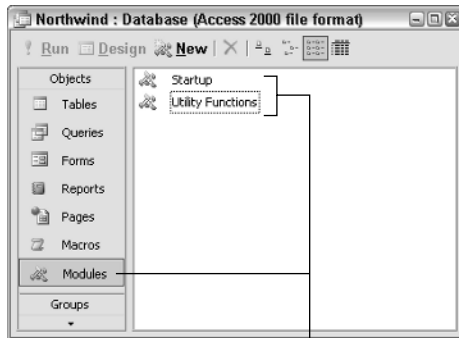 Northwind : Database (Access 2000 file format)
Run Design New
Objects
Tables
Queries
Forms
Reports
Pages
Macros
Modules
Groups
Startup
Utility Functions